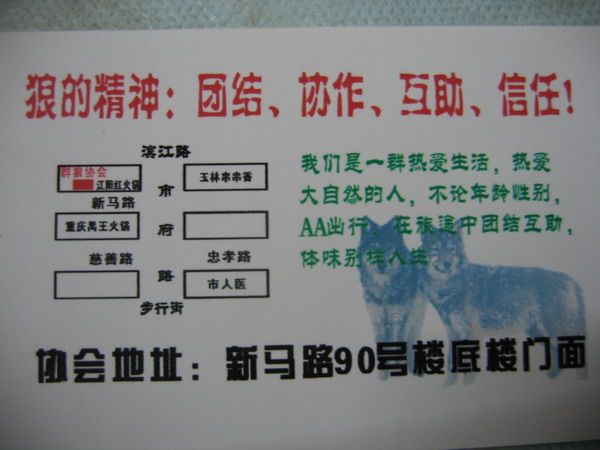 狼的精神：团结、协作、互助、信任！
滨江路
群狼协会
江阳红火锅
市
玉林串串香
新马路
重庆禹王火锅
府
慈善路
忠孝路
路
市人医
步行街
我们是一群热爱生活，热爱
大自然的人，不论年龄性别，
AA出行，在旅途中团结互助，
体味别样人生
协会地址：新马路90号楼底楼门面